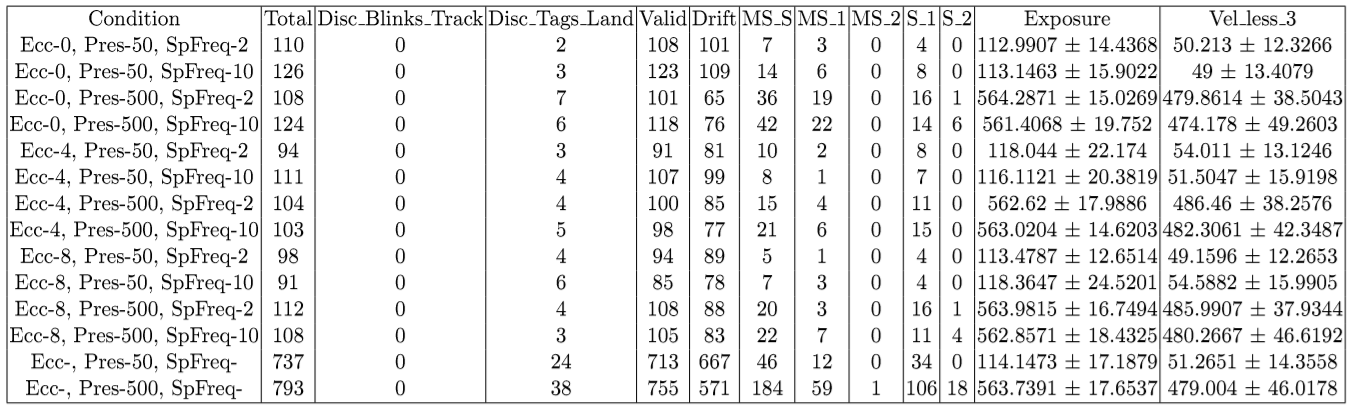 Condition Total Disc_Blinks_Track Disc_Tags_Land Valid Drift MS_S MS_1 MS_2 S_1 S_2 Exposure Vel_less_3
Ecc-0, Pres-50, SpFreq-2 110 0 2 108 101 7 3 0 4 0 112.9907 ± 14.4368 50.213 ± 12.3266
Ecc-0, Pres-50, SpFreq-10 126 0 3 123 109 14 6 0 8 0 113.1463 ± 15.9022 49 ± 13.4079
Ecc-0, Pres-500, SpFreq-2 108 0 7 101 65 36 19 0 16 1 564.2871 ± 15.0269 479.8614 ± 38.5043
Ecc-0, Pres-500, SpFreq-10 124 0 6 118 76 42 22 0 14 6 561.4068 ± 19.752 474.178 ± 49.2603
Ecc-4, Pres-50, SpFreq-2 94 0 3 91 81 10 2 0 8 0 118.044 ± 22.174 54.011 ± 13.1246
Ecc-4, Pres-50, SpFreq-10 111 0 4 107 99 8 1 0 7 0 116.1121 ± 20.3819 51.5047 ± 15.9198
Ecc-4, Pres-500, SpFreq-2 104 0 4 100 85 15 4 0 11 0 562.62 ± 17.9886 486.46 ± 38.2576
Ecc-4, Pres-500, SpFreq-10 103 0 5 98 77 21 6 0 15 0 563.0204 ± 14.6203 482.3061 ± 42.3487
Ecc-8, Pres-50, SpFreq-2 98 0 4 94 89 5 1 0 4 0 113.4787 ± 12.6514 49.1596 ± 12.2653
Ecc-8, Pres-50, SpFreq-10 91 0 6 85 78 7 3 0 4 0 118.3647 ± 24.5201 54.5882 ± 15.9905
Ecc-8, Pres-500, SpFreq-2 112 0 4 108 88 20 3 0 16 1 563.9815 ± 16.7494 485.9907 ± 37.9344
Ecc-8, Pres-500, SpFreq-10 108 0 3 105 83 22 7 0 11 4 562.8571 ± 18.4325 480.2667 ± 46.6192
Ecc-, Pres-50, SpFreq- 737 0 24 713 667 46 12 0 34 0 114.1473 ± 17.1879 51.2651 ± 14.3558
Ecc-, Pres-500, SpFreq- 793 0 38 755 571 184 59 1 106 18 563.7391 ± 17.6537 479.004 ± 46.0178